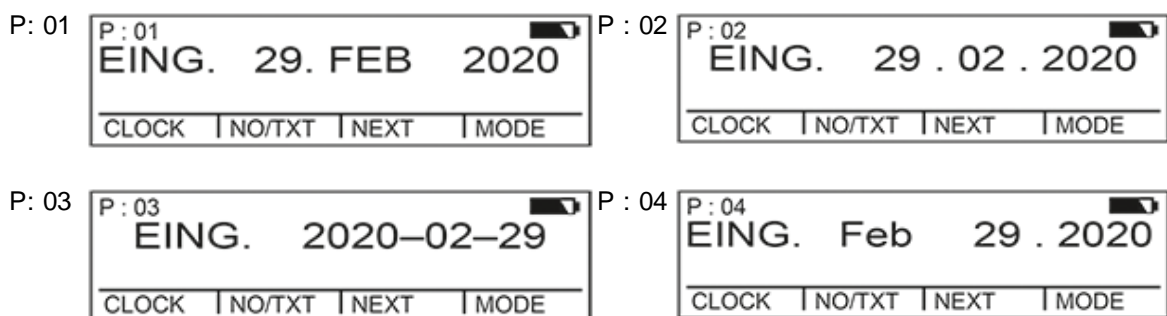 P: 01
P : 01
EING. 29. FEB 2020
CLOCK NO/TXT NEXT MODE
P : 02
P : 02
EING. 29 . 02 . 2020
CLOCK NO/TXT NEXT MODE
P: 03
P : 03
EING. 2020–02–29
CLOCK NO/TXT NEXT MODE
P : 04
P : 04
EING. Feb 29 . 2020
CLOCK NO/TXT NEXT MODE